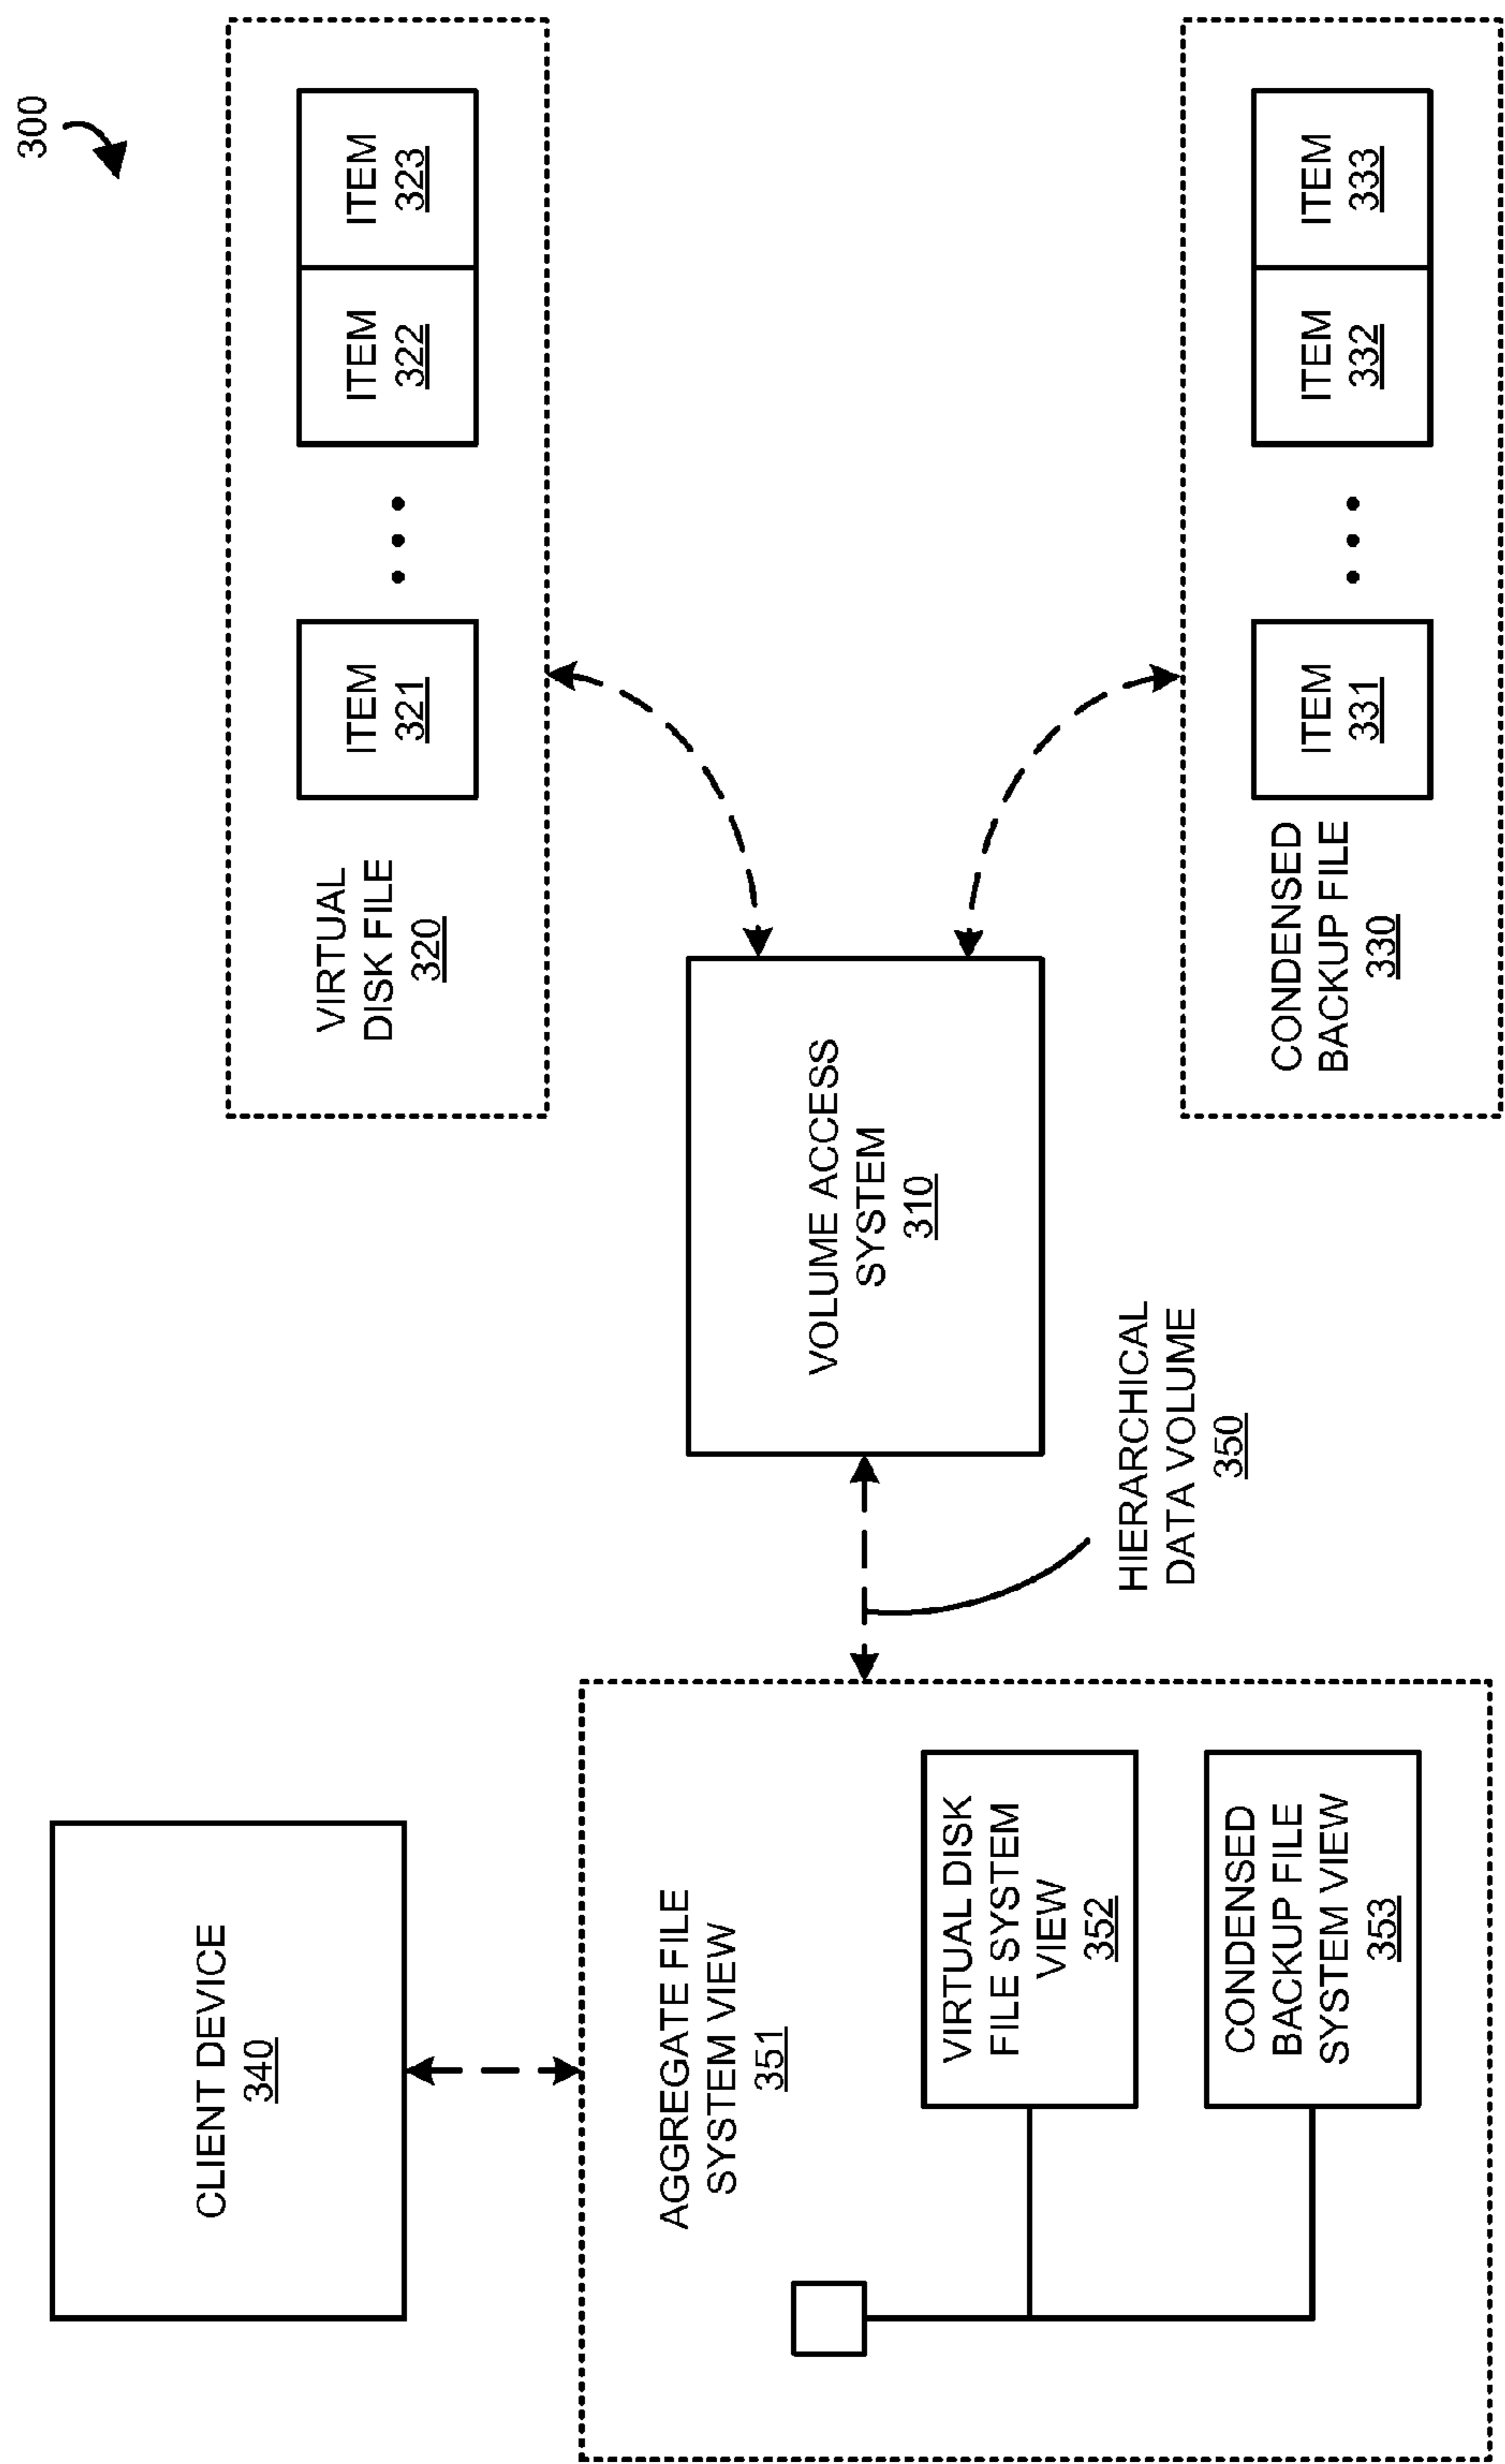 300
CLIENT DEVICE
340
AGGREGATE FILE
SYSTEM VIEW
351
VIRTUAL DISK
FILE SYSTEM
VIEW
352
CONDENSED
BACKUP FILE
SYSTEM VIEW
353
HIERARCHICAL
DATA VOLUME
350
VOLUME ACCESS
SYSTEM
310
VIRTUAL
DISK FILE
320
ITEM
321
ITEM
322
ITEM
323
CONDENSED
BACKUP FILE
330
ITEM
331
ITEM
332
ITEM
333